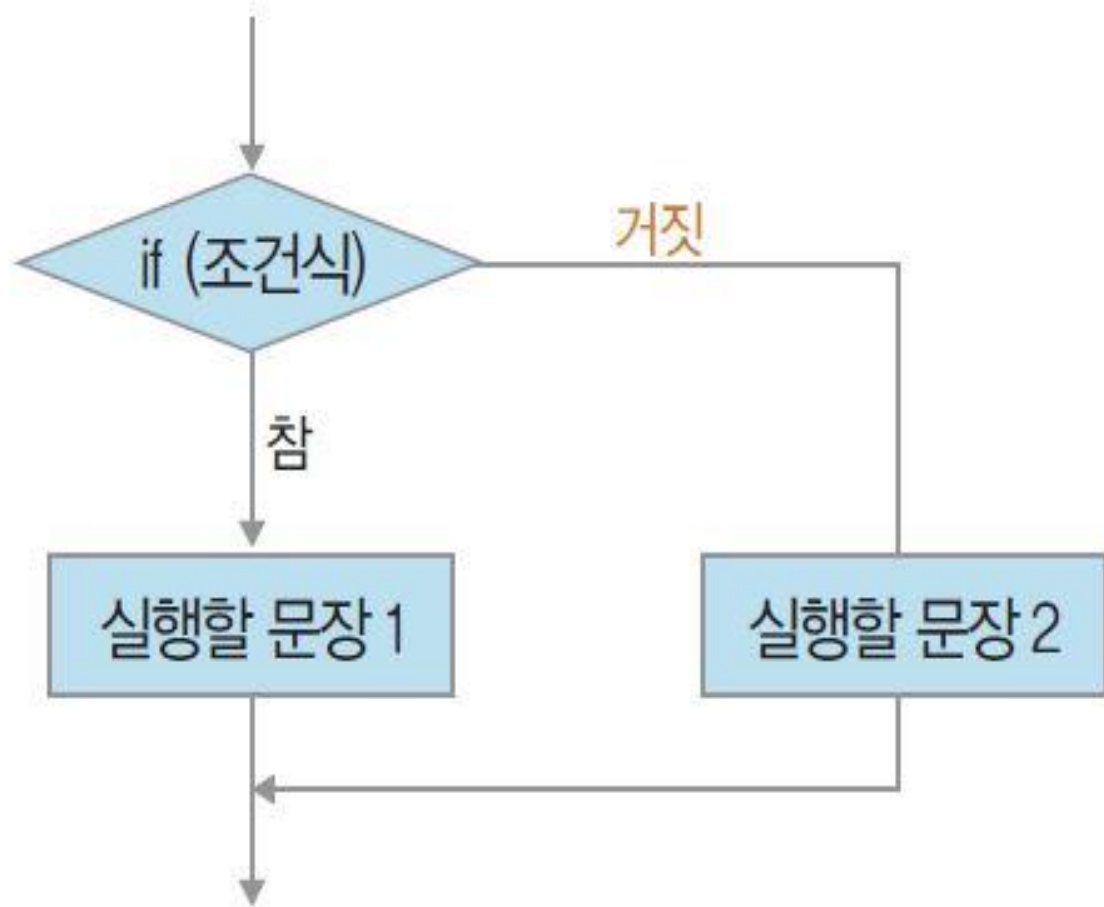 if (조건식)
거짓
참
실행할 문장 1
실행할 문장 2